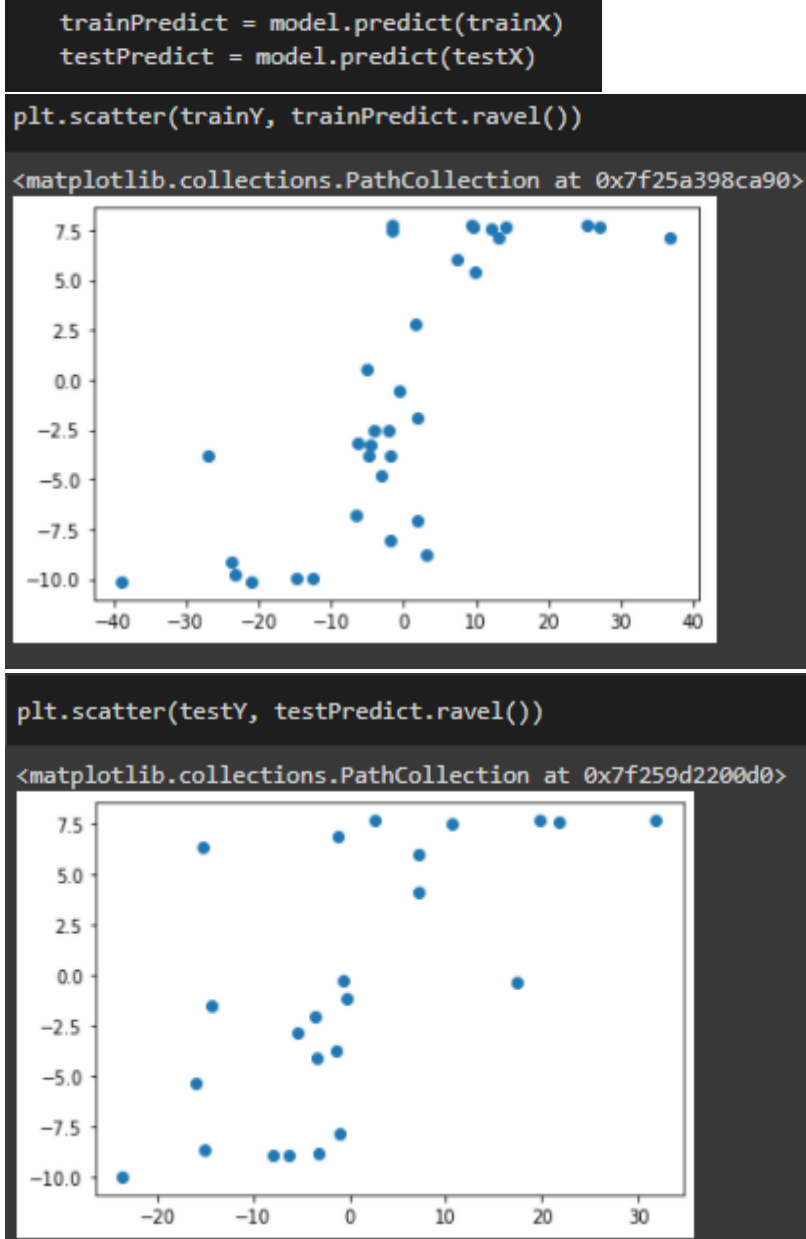 trainPredict = model.predict(trainX)
testPredict = model.predict(testX)
plt.scatter(trainY, trainPredict.ravel())
<matplotlib.collections.PathCollection at 0x7f25a398ca90>
7.5
5.0
2.5
0.0
−2.5
−5.0
−7.5
−10.0
−40 −30 −20 −10 0 10 20 30 40
plt.scatter(testY, testPredict.ravel())
<matplotlib.collections.PathCollection at 0x7f259d2200d0>
7.5
5.0
2.5
0.0
−2.5
−5.0
−7.5
−10.0
−20 −10 0 10 20 30